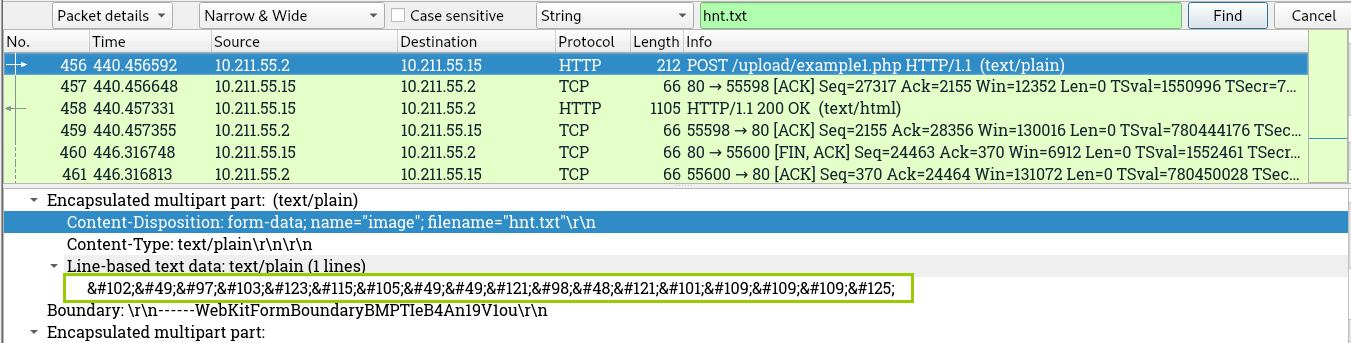 Packet details Narrow & Wide Case sensitive String hnt.txt Find Cancel
No. Time Source Destination Protocol Length Info
456 440.456592 10.211.55.2 10.211.55.15 HTTP 212 POST /upload/example1.php HTTP/1.1 (text/plain)
457 440.456648 10.211.55.15 10.211.55.2 TCP 66 80 → 55598 [ACK] Seq=27317 Ack=2155 Win=12352 Len=0 TSval=1550996 TSecr=7…
458 440.457331 10.211.55.15 10.211.55.2 HTTP 1105 HTTP/1.1 200 OK (text/html)
459 440.457355 10.211.55.2 10.211.55.15 TCP 66 55598 → 80 [ACK] Seq=2155 Ack=28356 Win=130016 Len=0 TSval=780444176 TSec…
460 446.316748 10.211.55.15 10.211.55.2 TCP 66 80 → 55600 [FIN, ACK] Seq=24463 Ack=370 Win=6912 Len=0 TSval=1552461 TSecr…
461 446.316813 10.211.55.2 10.211.55.15 TCP 66 55600 → 80 [ACK] Seq=370 Ack=24464 Win=131072 Len=0 TSval=780450028 TSec…
Encapsulated multipart part: (text/plain)
Content-Disposition: form-data; name="image"; filename="hnt.txt"\r\n
Content-Type: text/plain\r\n\r\n
Line-based text data: text/plain (1 lines)
&#102;&#49;&#97;&#103;&#123;&#115;&#105;&#49;&#49;&#121;&#98;&#48;&#121;&#101;&#109;&#109;&#109;&#125;
Boundary: \r\n------WebKitFormBoundaryBMPTIeB4An19V1ou\r\n
Encapsulated multipart part: